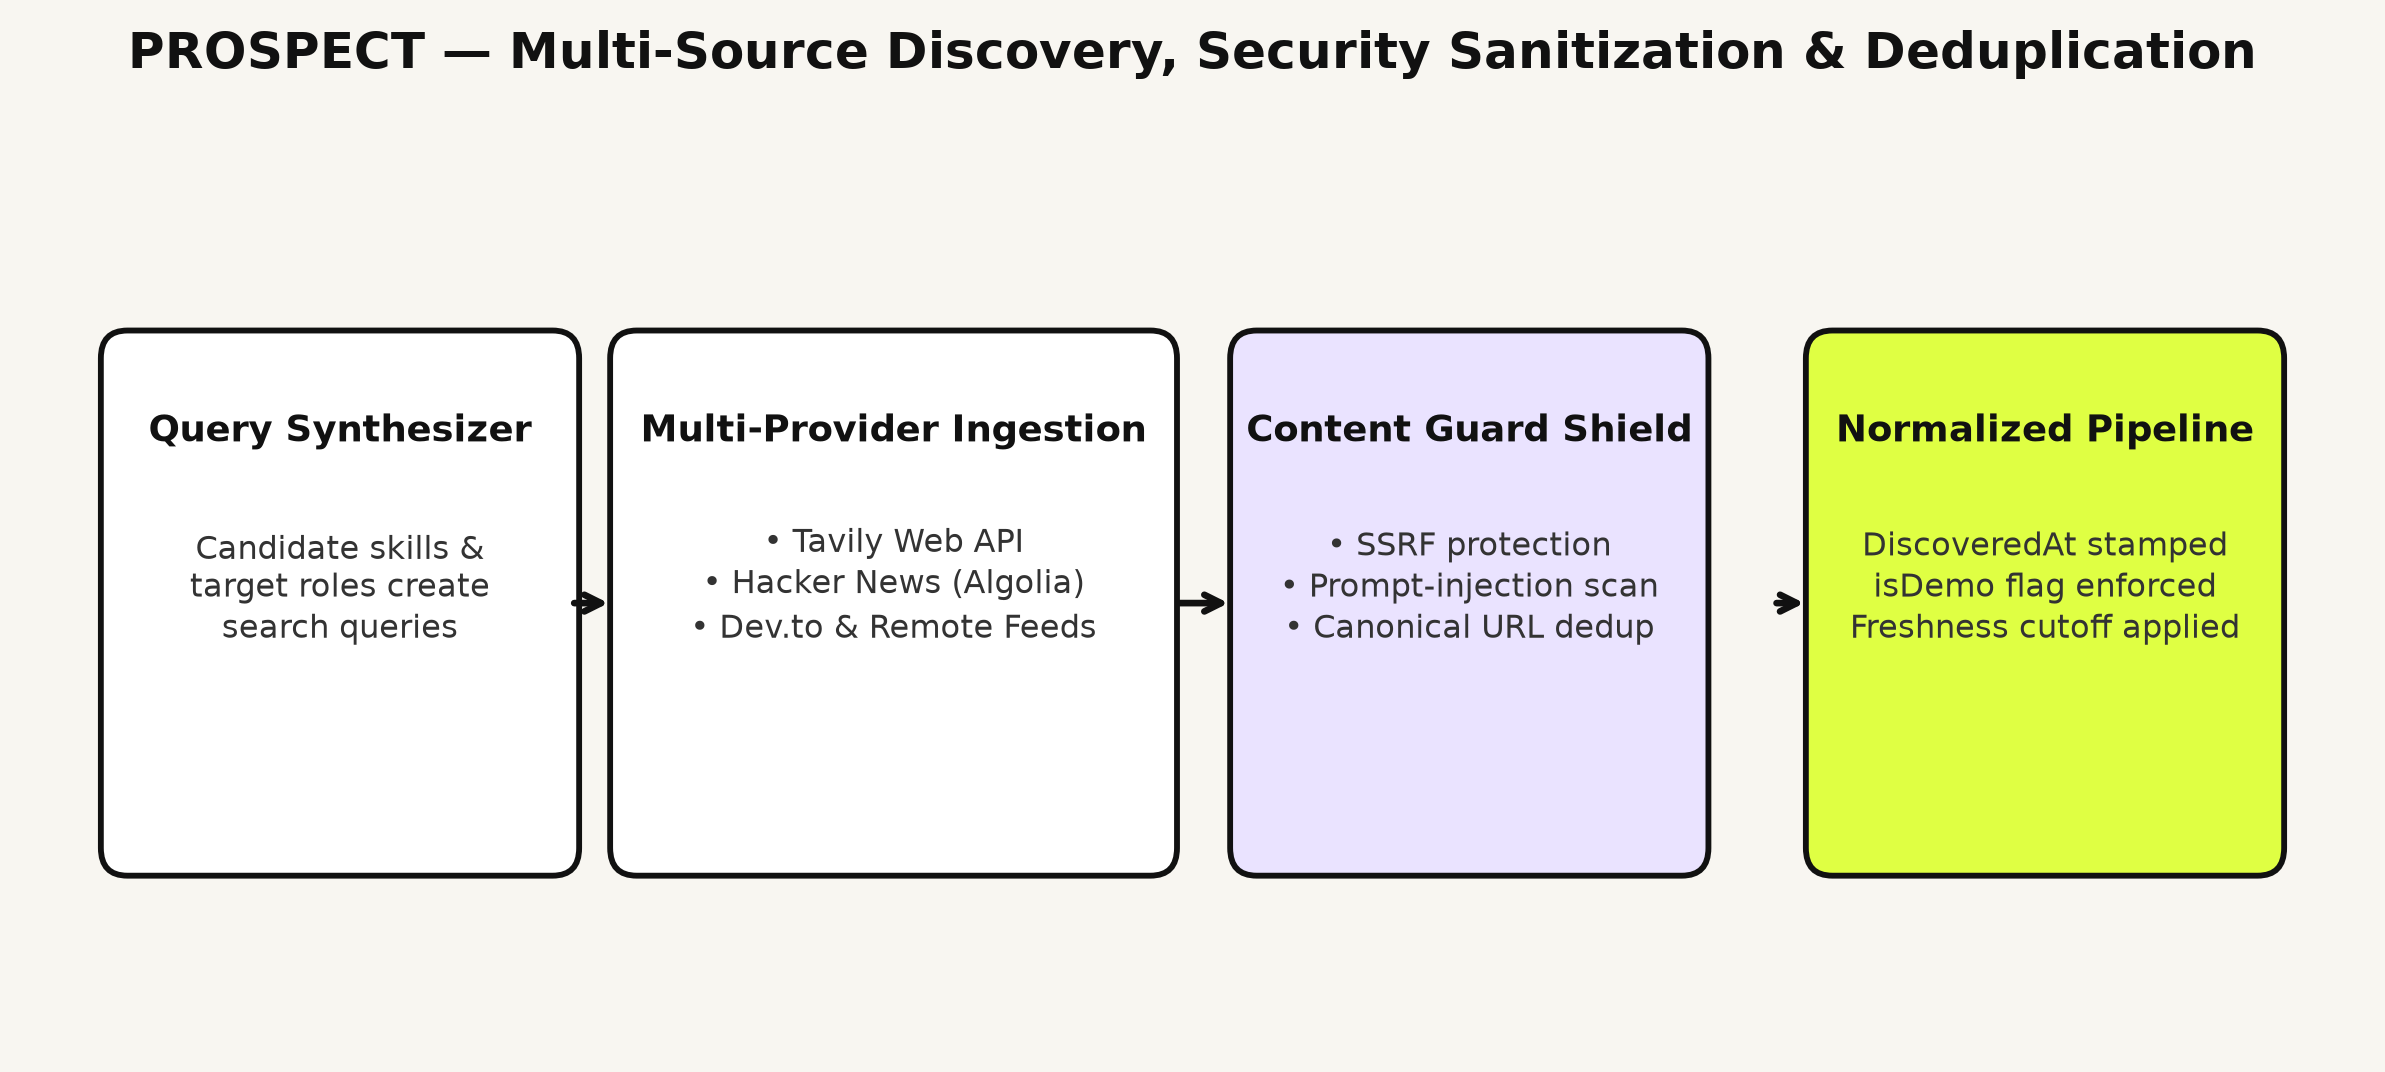 PROSPECT — Multi-Source Discovery, Security Sanitization & Deduplication
Query Synthesizer
Candidate skills &
target roles create
search queries
Multi-Provider Ingestion
• Tavily Web API
• Hacker News (Algolia)
• Dev.to & Remote Feeds
Content Guard Shield
• SSRF protection
• Prompt-injection scan
• Canonical URL dedup
Normalized Pipeline
DiscoveredAt stamped
isDemo flag enforced
Freshness cutoff applied